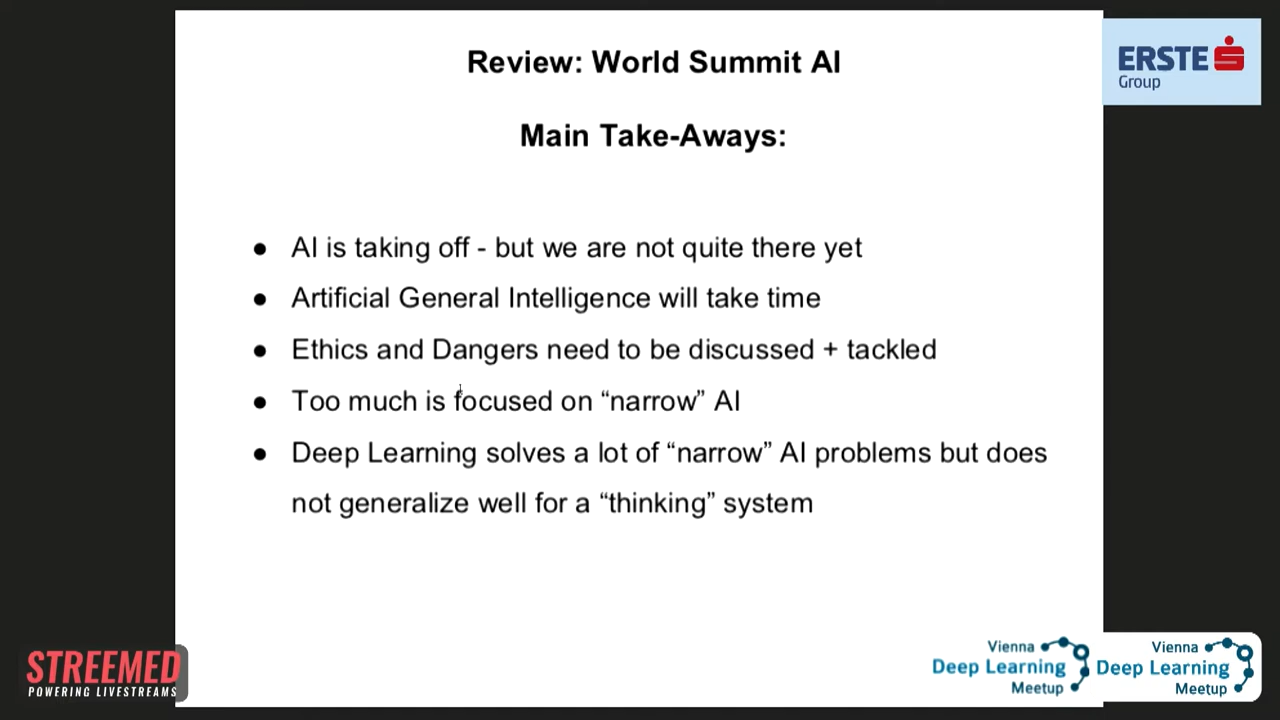 Review: World Summit AI
ERSTE
Group
Main Take-Aways:
● AI is taking off - but we are not quite there yet
● Artificial General Intelligence will take time
● Ethics and Dangers need to be discussed + tackled
● Too much is focused on “narrow” AI
● Deep Learning solves a lot of “narrow” AI problems but does
not generalize well for a “thinking” system
STREEMED
POWERING LIVESTREAMS
Vienna
Deep Learning
Meetup
Vienna
Deep Learning
Meetup